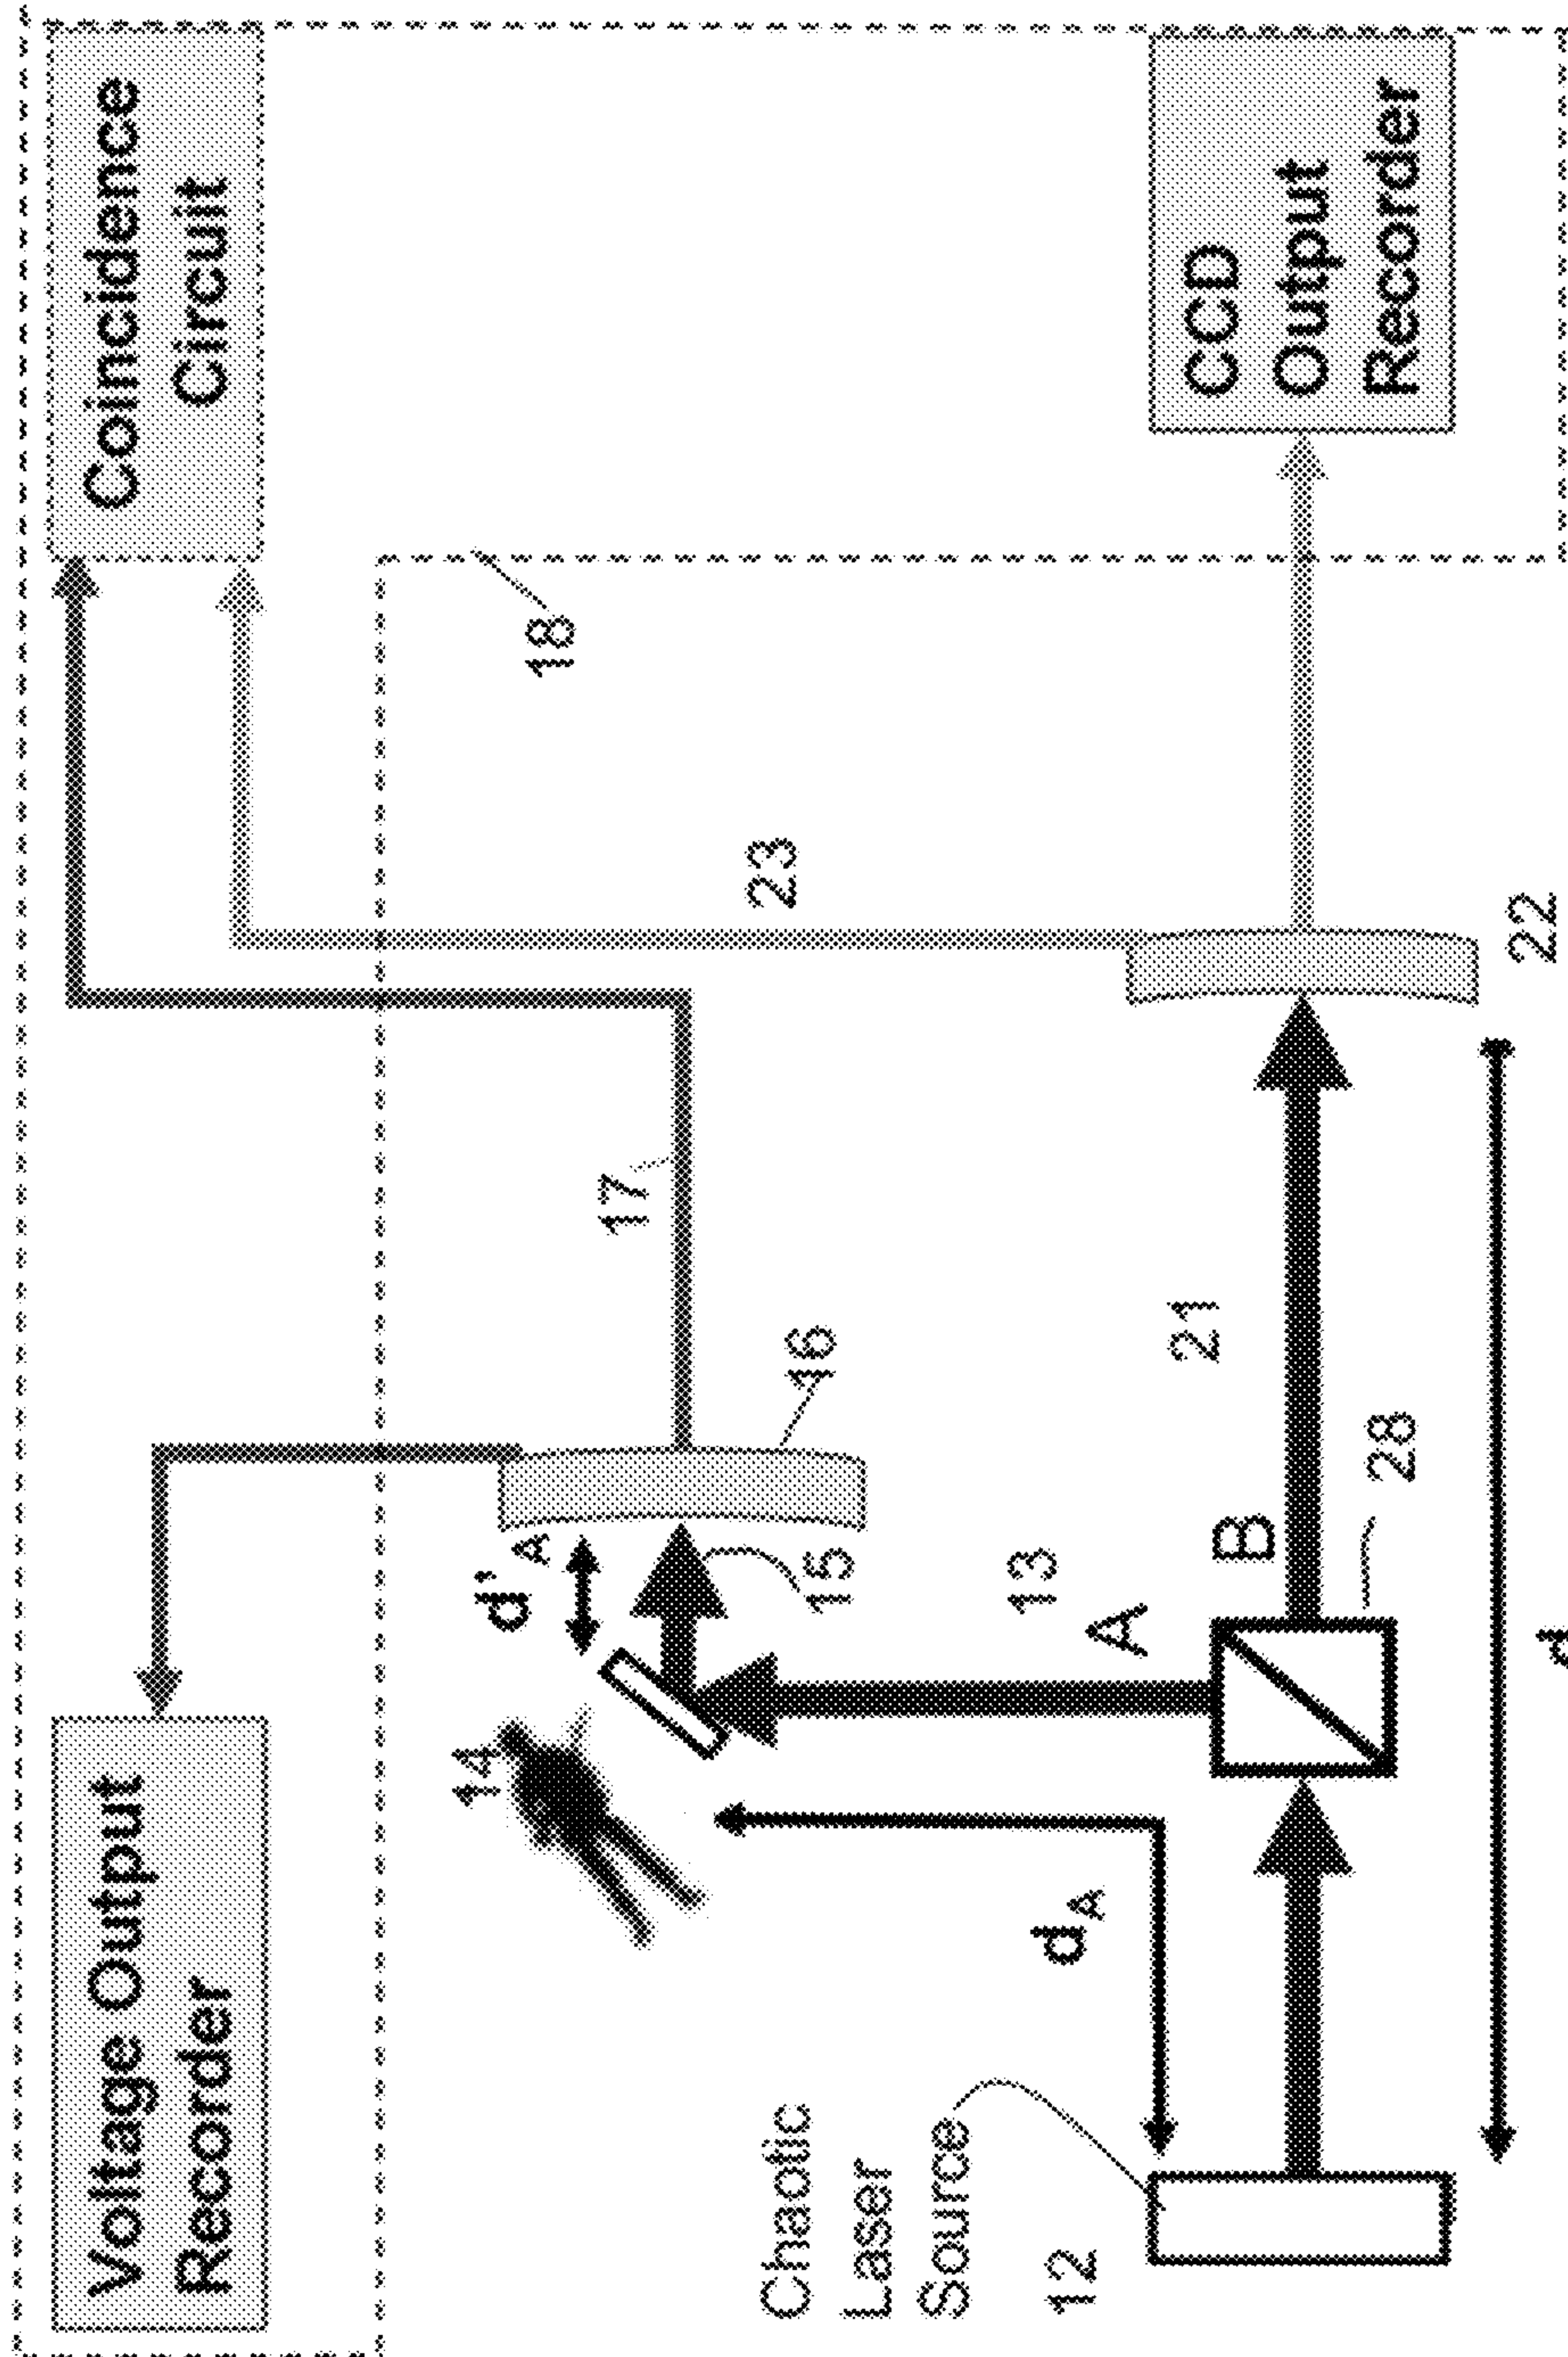 Voltage Output
Recorder
Coincidence
Circuit
18
14
d'A
17
16
15
23
Chaotic
Laser
Source
12
dA
13
A
B
21
28
22
CCD
Output
Recorder